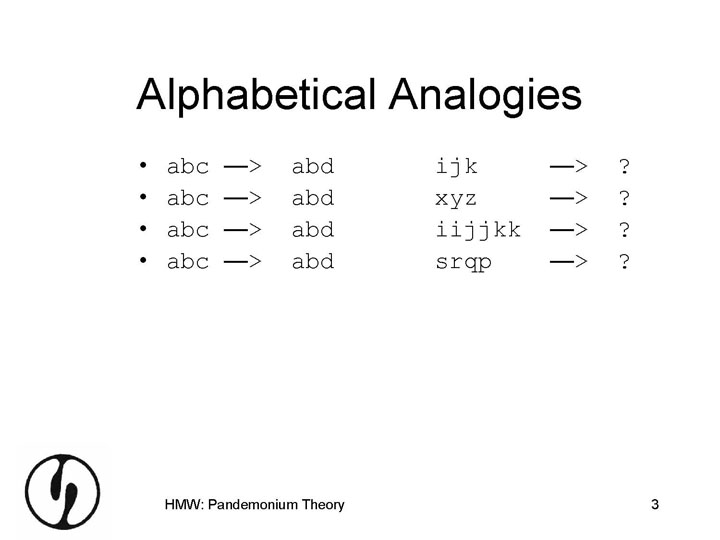 Alphabetical Analogies
• abc —> abd ijk —> ?
• abc —> abd xyz —> ?
• abc —> abd iijjkk —> ?
• abc —> abd srqp —> ?
HMW: Pandemonium Theory 3